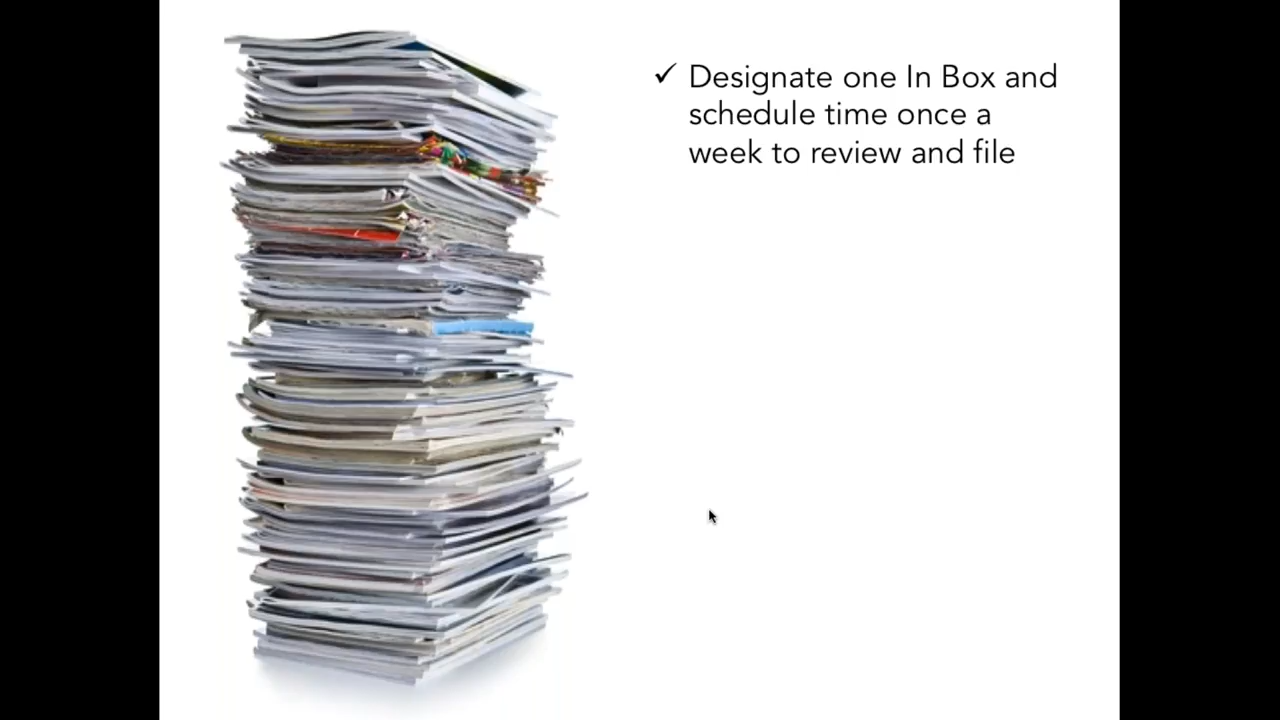 ✓ Designate one In Box and
schedule time once a
week to review and file